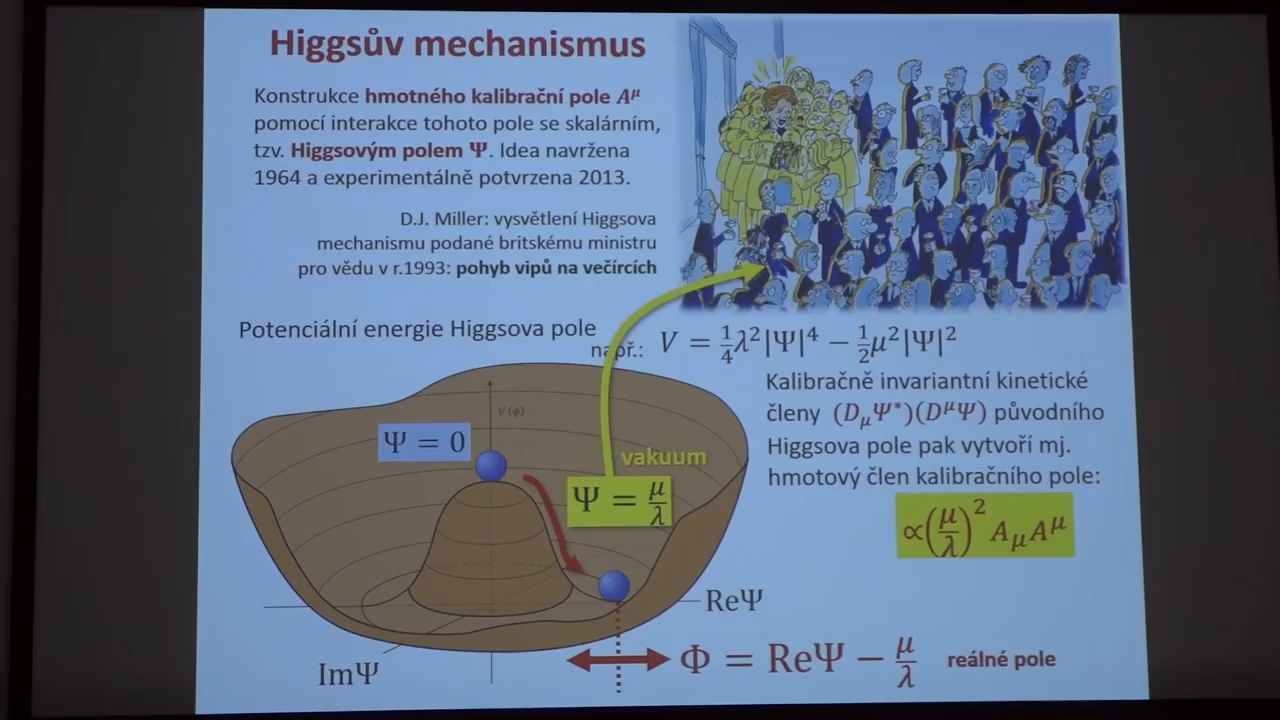 Higgsův mechanismus
Konstrukce hmotného kalibrační pole Aᵘ
pomocí interakce tohoto pole se skalárním,
tzv. Higgsovým polem Ψ. Idea navržena
1964 a experimentálně potvrzena 2013.
D.J. Miller: vysvětlení Higgsova
mechanismu podané britskému ministru
pro vědu v r.1993: pohyb vipů na večírcích
Potenciální energie Higgsova pole
např.: V = ¼λ²|Ψ|⁴ − ½μ²|Ψ|²
Kalibračně invariantní kinetické
členy (D_μΨ*)(D^μΨ) původního
Higgsova pole pak vytvoří mj.
hmotový člen kalibračního pole:
∝(μ/λ)² A_μA^μ
V(ϕ)
Ψ = 0
vakuum
Ψ = μ/λ
ReΨ
ImΨ
Φ = ReΨ − μ/λ reálné pole